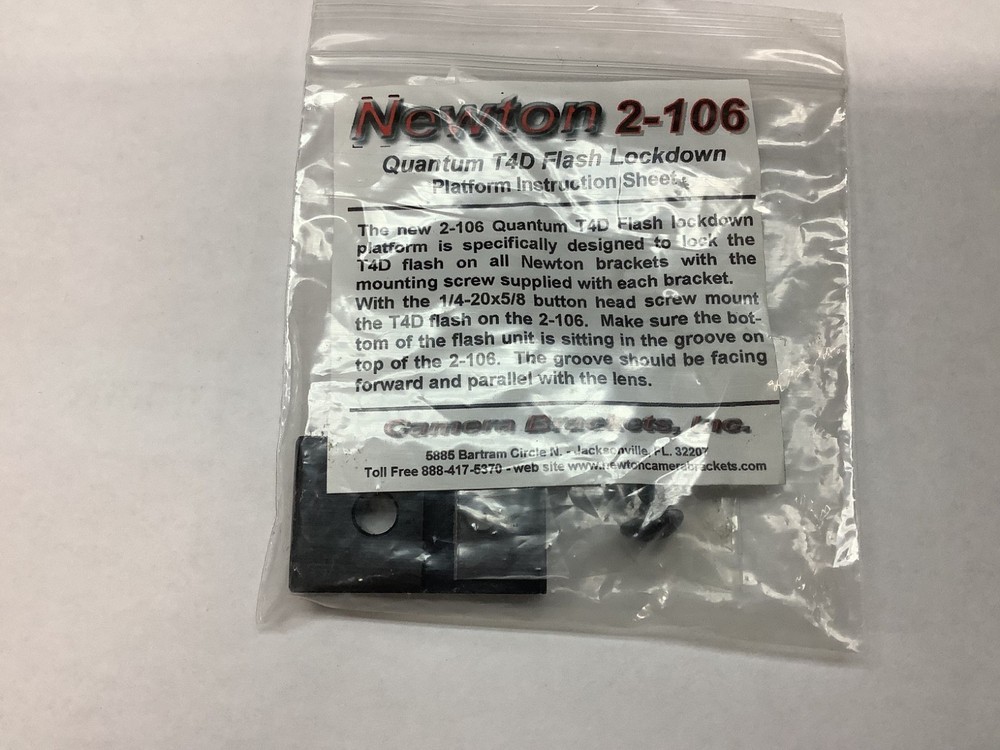 Newton 2-106
Quantum T4D Flash Lockdown
Platform Instruction Sheet
The new 2-106 Quantum T4D Flash lockdown
platform is specifically designed to lock the
T4D flash on all Newton brackets with the
mounting screw supplied with each bracket.
With the 1/4-20x5/8 button head screw mount
the T4D flash on the 2-106. Make sure the bot-
tom of the flash unit is sitting in the groove on
top of the 2-106. The groove should be facing
forward and parallel with the lens.
Camera Brackets, Inc.
5885 Bartram Circle N. - Jacksonville, FL. 32207
Toll Free 888-417-5370 - web site www.newtoncamerabrackets.com